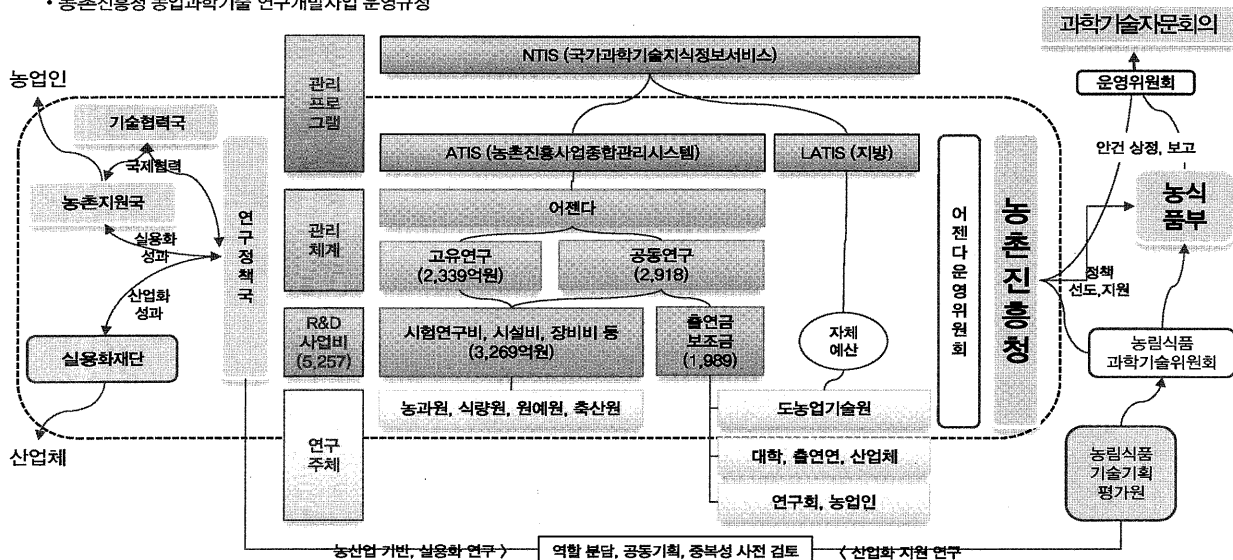 • 농촌진흥청 농업과학기술 연구개발사업 운영규정
과학기술자문회의
운영위원회
안건 상정, 보고
농식
품부
정책
선도,지원
농림식품
과학기술위원회
농림식품
기술기획
평가원
농업인
기술협력국
국제협력
농촌지원국
실용화
성과
산업화
성과
실용화재단
산업체
연구정책국
관리
프로
그램
NTIS (국가과학기술지식정보서비스)
ATIS (농촌진흥사업종합관리시스템)
LATIS (지방)
관리
체계
어젠다
고유연구
(2,339억원)
공동연구
(2,918)
R&D
사업비
(5,257)
시험연구비, 시설비, 장비비 등
(3,269억원)
출연금
보조금
(1,989)
자체
예산
연구
주체
농과원, 식량원, 원예원, 축산원
도농업기술원
대학, 출연연, 산업체
연구회, 농업인
어젠다운영위원회
농촌진흥청
농산업 기반, 실용화 연구 〉
역할 분담, 공동기획, 중복성 사전 검토
〈 산업화 지원 연구